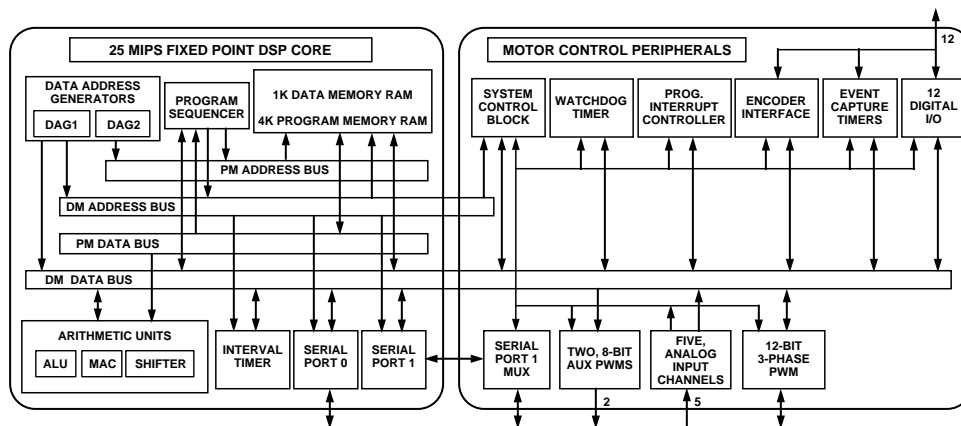 25 MIPS FIXED POINT DSP CORE
MOTOR CONTROL PERIPHERALS
12
DATA ADDRESS
GENERATORS
DAG1
DAG2
PROGRAM
SEQUENCER
1K DATA MEMORY RAM
4K PROGRAM MEMORY RAM
SYSTEM
CONTROL
BLOCK
WATCHDOG
TIMER
PROG.
INTERRUPT
CONTROLLER
ENCODER
INTERFACE
EVENT
CAPTURE
TIMERS
12
DIGITAL
I/O
PM ADDRESS BUS
DM ADDRESS BUS
PM DATA BUS
DM DATA BUS
ARITHMETIC UNITS
ALU
MAC
SHIFTER
INTERVAL
TIMER
SERIAL
PORT 0
SERIAL
PORT 1
SERIAL
PORT 1
MUX
TWO, 8-BIT
AUX PWMS
FIVE,
ANALOG
INPUT
CHANNELS
12-BIT
3-PHASE
PWM
2
5